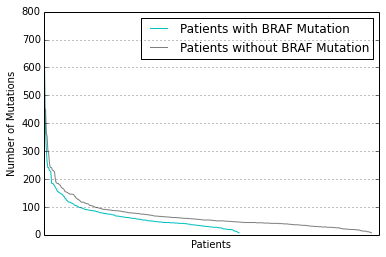 800
700
600
500
400
300
200
100
0
Number of Mutations
Patients with BRAF Mutation
Patients without BRAF Mutation
Patients